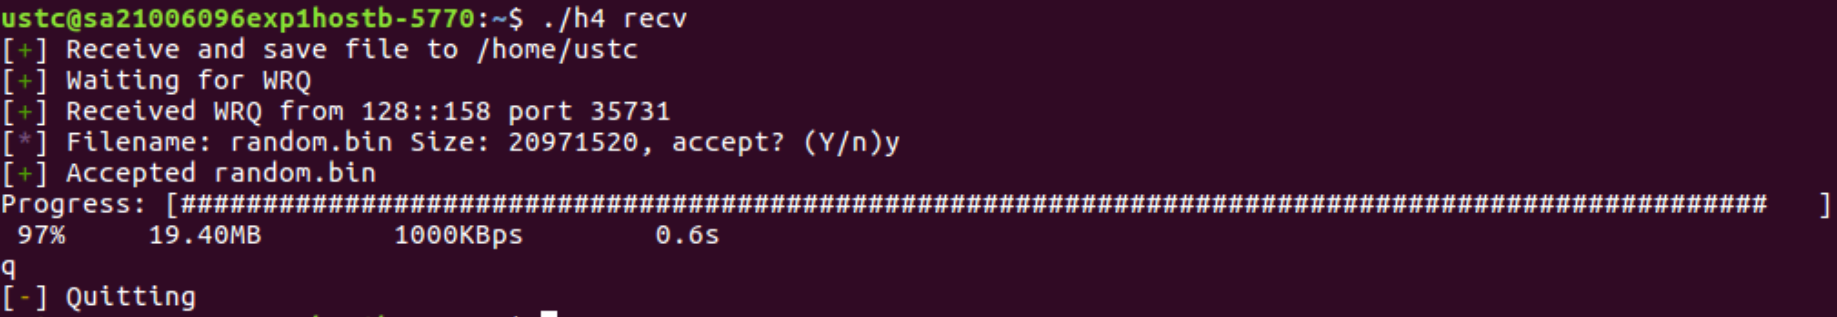 ustc@sa21006096exp1hostb-5770:~$ ./h4 recv
[+] Receive and save file to /home/ustc
[+] Waiting for WRQ
[+] Received WRQ from 128::158 port 35731
[*] Filename: random.bin Size: 20971520, accept? (Y/n)y
[+] Accepted random.bin
Progress: [#################################################################################################   ]
 97%     19.40MB        1000KBps        0.6s
q
[-] Quitting